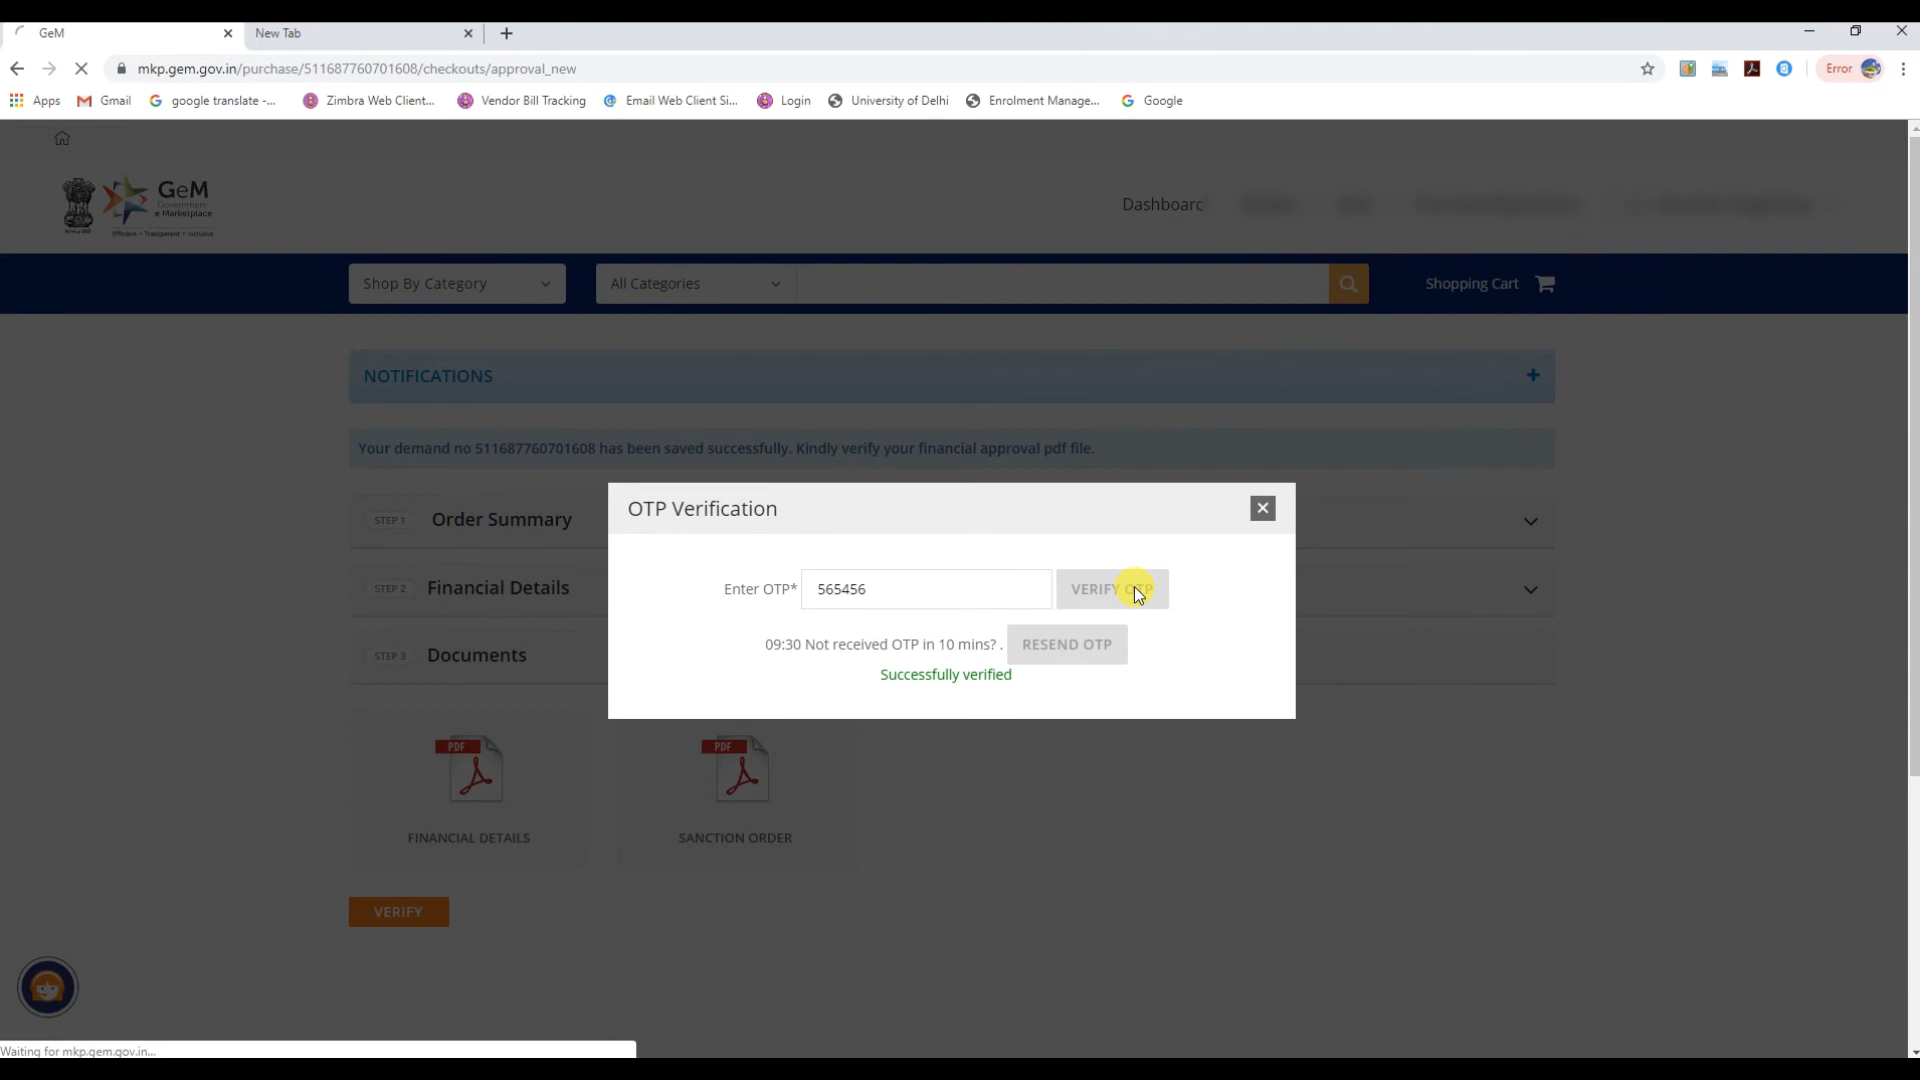 GeM
New Tab
mkp.gem.gov.in/purchase/511687760701608/checkouts/approval_new
Error
Apps
Gmail
google translate -...
Zimbra Web Client...
Vendor Bill Tracking
Email Web Client Si...
Login
University of Delhi
Enrolment Manage...
Google
GeM
Government
e Marketplace
Efficient • Transparent • Inclusive
Dashboard
Shop By Category
All Categories
Shopping Cart
NOTIFICATIONS
Your demand no 511687760701608 has been saved successfully. Kindly verify your financial approval pdf file.
STEP 1 Order Summary
STEP 2 Financial Details
STEP 3 Documents
OTP Verification
Enter OTP* 565456 VERIFY OTP
09:30 Not received OTP in 10 mins? . RESEND OTP
Successfully verified
PDF
PDF
FINANCIAL DETAILS
SANCTION ORDER
VERIFY
Waiting for mkp.gem.gov.in...